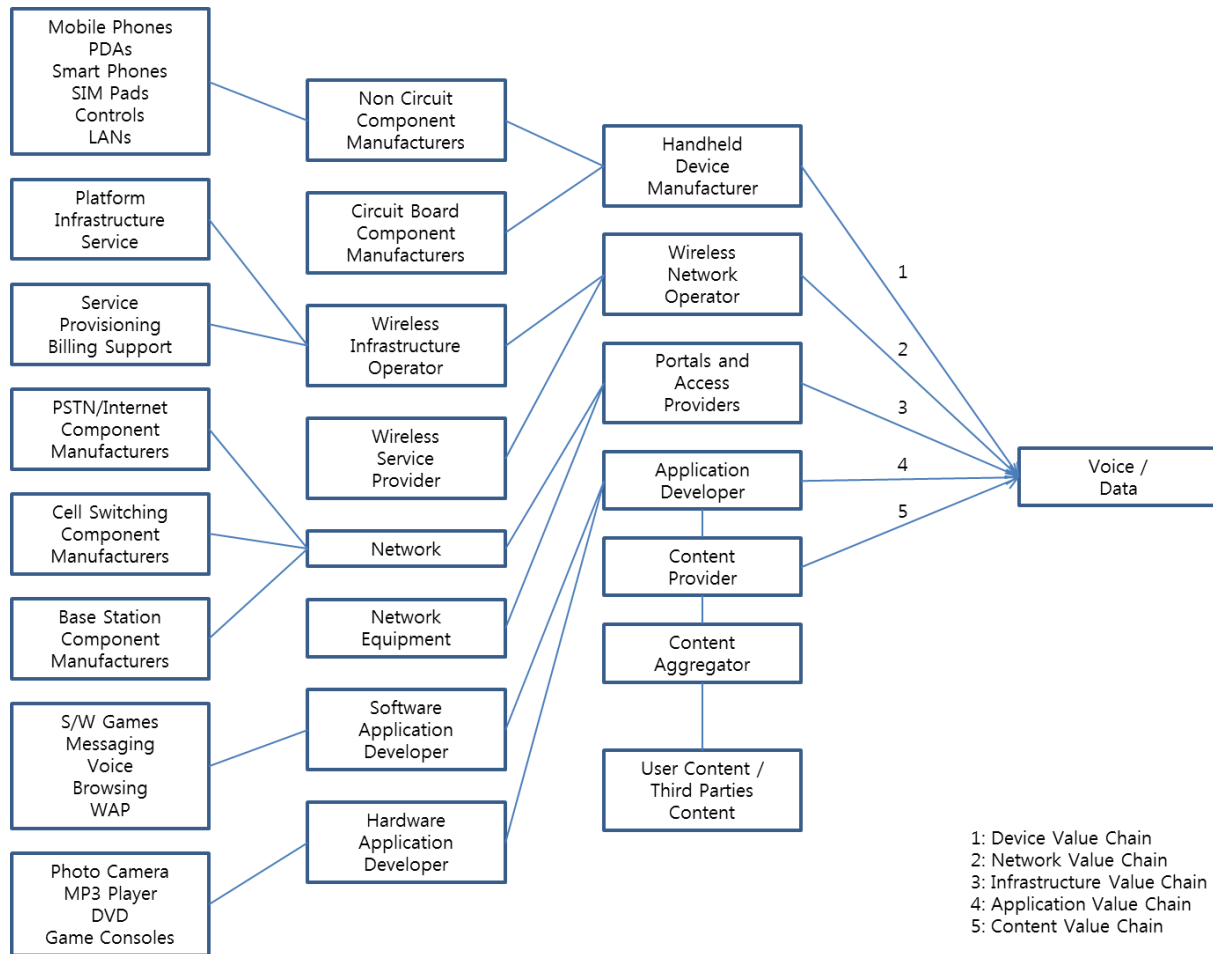 Mobile Phones
PDAs
Smart Phones
SIM Pads
Controls
LANs
Platform
Infrastructure
Service
Service
Provisioning
Billing Support
PSTN/Internet
Component
Manufacturers
Cell Switching
Component
Manufacturers
Base Station
Component
Manufacturers
S/W Games
Messaging
Voice
Browsing
WAP
Photo Camera
MP3 Player
DVD
Game Consoles
Non Circuit
Component
Manufacturers
Circuit Board
Component
Manufacturers
Wireless
Infrastructure
Operator
Wireless
Service
Provider
Network
Network
Equipment
Software
Application
Developer
Hardware
Application
Developer
Handheld
Device
Manufacturer
Wireless
Network
Operator
Portals and
Access
Providers
Application
Developer
Content
Provider
Content
Aggregator
User Content /
Third Parties
Content
1
2
3
4
5
Voice /
Data
1: Device Value Chain
2: Network Value Chain
3: Infrastructure Value Chain
4: Application Value Chain
5: Content Value Chain